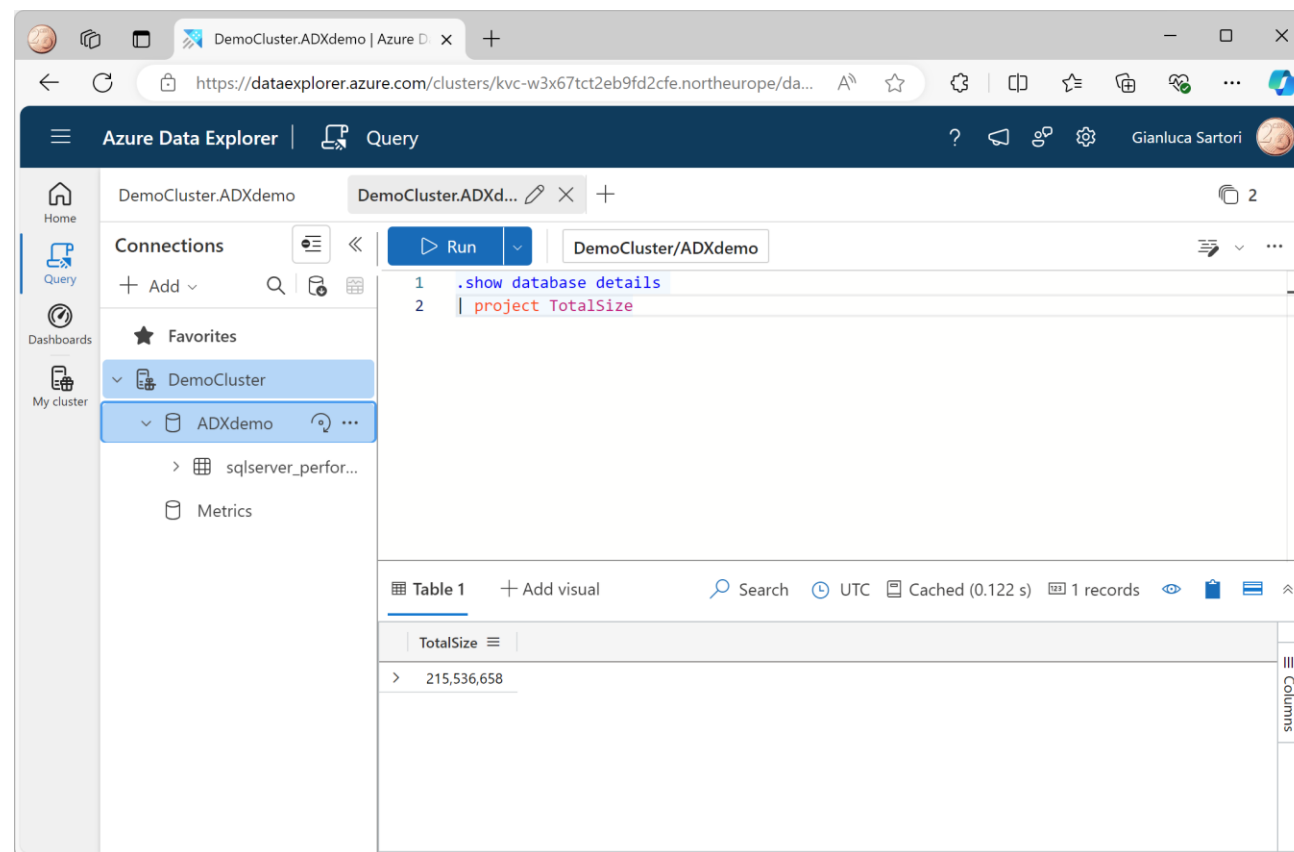 DemoCluster.ADXdemo | Azure D
https://dataexplorer.azure.com/clusters/kvc-w3x67tct2eb9fd2cfe.northeurope/da...
Azure Data Explorer | Query
? Gianluca Sartori
Home
Query
Dashboards
My cluster
DemoCluster.ADXdemo
DemoCluster.ADXd...
2
Connections
Add
Favorites
DemoCluster
ADXdemo
sqlserver_perfor...
Metrics
Run
DemoCluster/ADXdemo
1 .show database details
2 | project TotalSize
Table 1
Add visual
Search
UTC
Cached (0.122 s)
1 records
TotalSize
215,536,658
Columns